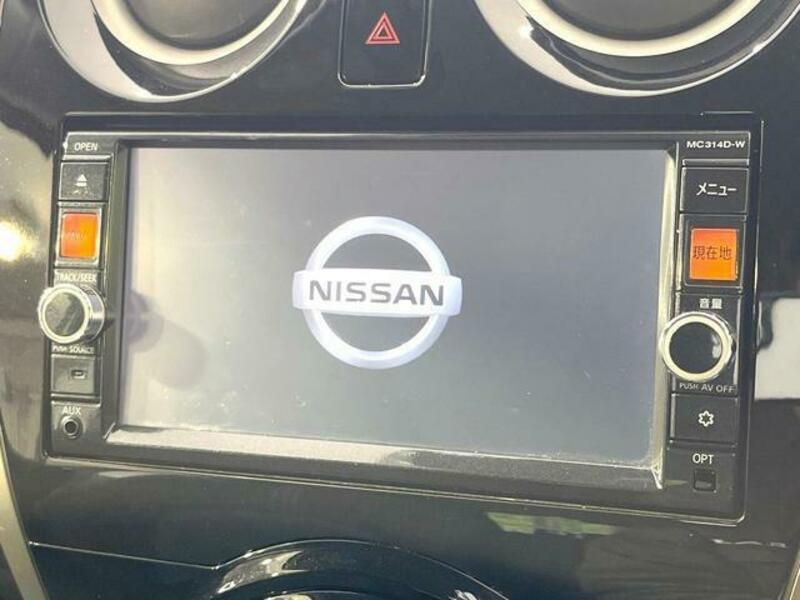 OPEN
MC314D-W
メニュー
現在地
TRACK/SEEK
音量
NISSAN
PUSH SOURCE
PUSH AV OFF
AUX
OPT